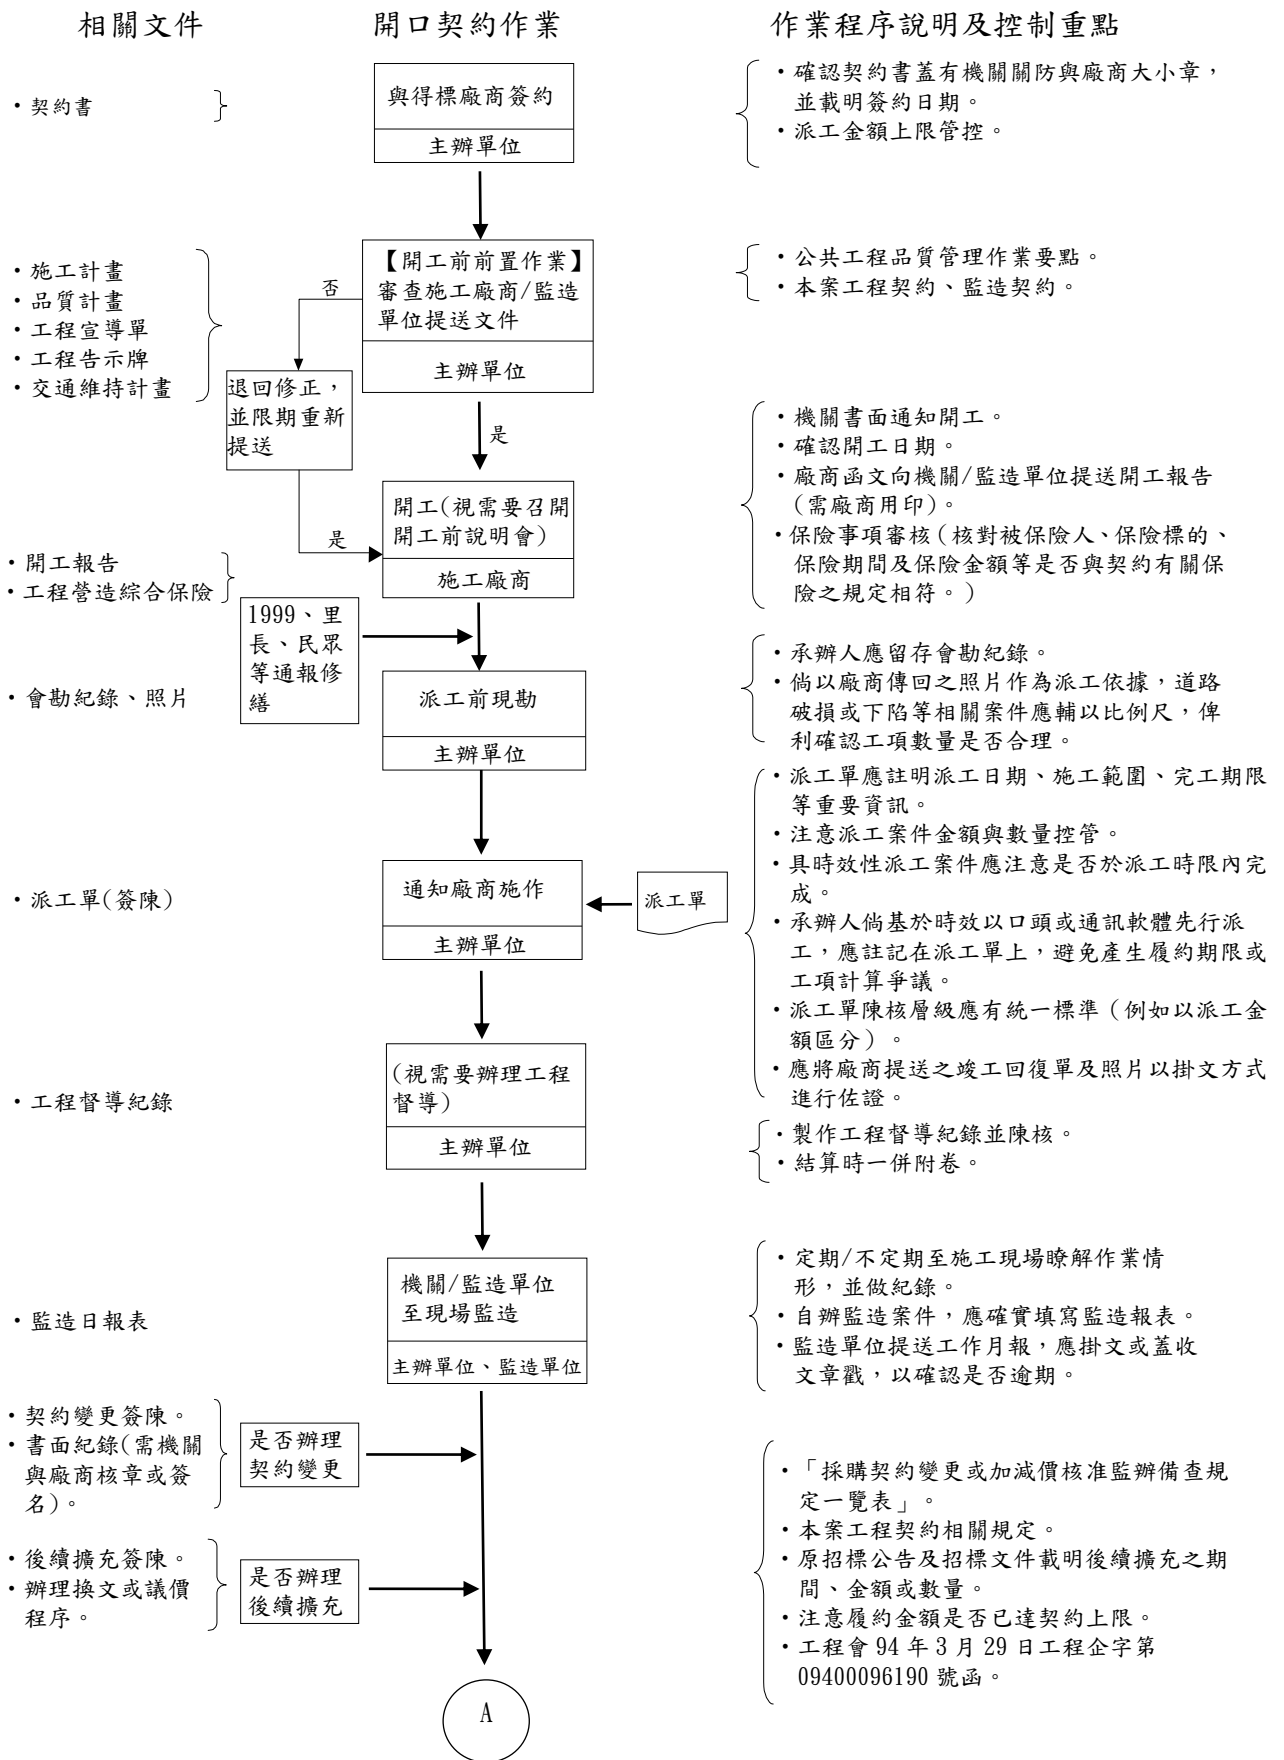 相關文件
開口契約作業
作業程序說明及控制重點
・契約書
與得標廠商簽約
主辦單位
・確認契約書蓋有機關關防與廠商大小章，
並載明簽約日期。
・派工金額上限管控。
・施工計畫
・品質計畫
・工程宣導單
・工程告示牌
・交通維持計畫
否
【開工前前置作業】
審查施工廠商/監造
單位提送文件
主辦單位
・公共工程品質管理作業要點。
・本案工程契約、監造契約。
退回修正，
並限期重新
提送
是
是
開工(視需要召開
開工前說明會)
施工廠商
・機關書面通知開工。
・確認開工日期。
・廠商函文向機關/監造單位提送開工報告
(需廠商用印)。
・保險事項審核(核對被保險人、保險標的、
保險期間及保險金額等是否與契約有關保
險之規定相符。)
・開工報告
・工程營造綜合保險
1999、里
長、民眾
等通報修
繕
・會勘紀錄、照片
派工前現勘
主辦單位
・承辦人應留存會勘紀錄。
・倘以廠商傳回之照片作為派工依據，道路
破損或下陷等相關案件應輔以比例尺，俾
利確認工項數量是否合理。
・派工單(簽陳)
通知廠商施作
主辦單位
派工單
・派工單應註明派工日期、施工範圍、完工期限
等重要資訊。
・注意派工案件金額與數量控管。
・具時效性派工案件應注意是否於派工時限內完
成。
・承辦人倘基於時效以口頭或通訊軟體先行派
工，應註記在派工單上，避免產生履約期限或
工項計算爭議。
・派工單陳核層級應有統一標準（例如以派工金
額區分）。
・應將廠商提送之竣工回復單及照片以掛文方式
進行佐證。
・工程督導紀錄
(視需要辦理工程
督導)
主辦單位
・製作工程督導紀錄並陳核。
・結算時一併附卷。
・監造日報表
機關/監造單位
至現場監造
主辦單位、監造單位
・定期/不定期至施工現場瞭解作業情
形，並做紀錄。
・自辦監造案件，應確實填寫監造報表。
・監造單位提送工作月報，應掛文或蓋收
文章戳，以確認是否逾期。
・契約變更簽陳。
・書面紀錄(需機關
與廠商核章或簽
名)。
是否辦理
契約變更
・後續擴充簽陳。
・辦理換文或議價
程序。
是否辦理
後續擴充
・「採購契約變更或加減價核准監辦備查規
定一覽表」。
・本案工程契約相關規定。
・原招標公告及招標文件載明後續擴充之期
間、金額或數量。
・注意履約金額是否已達契約上限。
・工程會 94 年 3 月 29 日工程企字第
09400096190 號函。
A